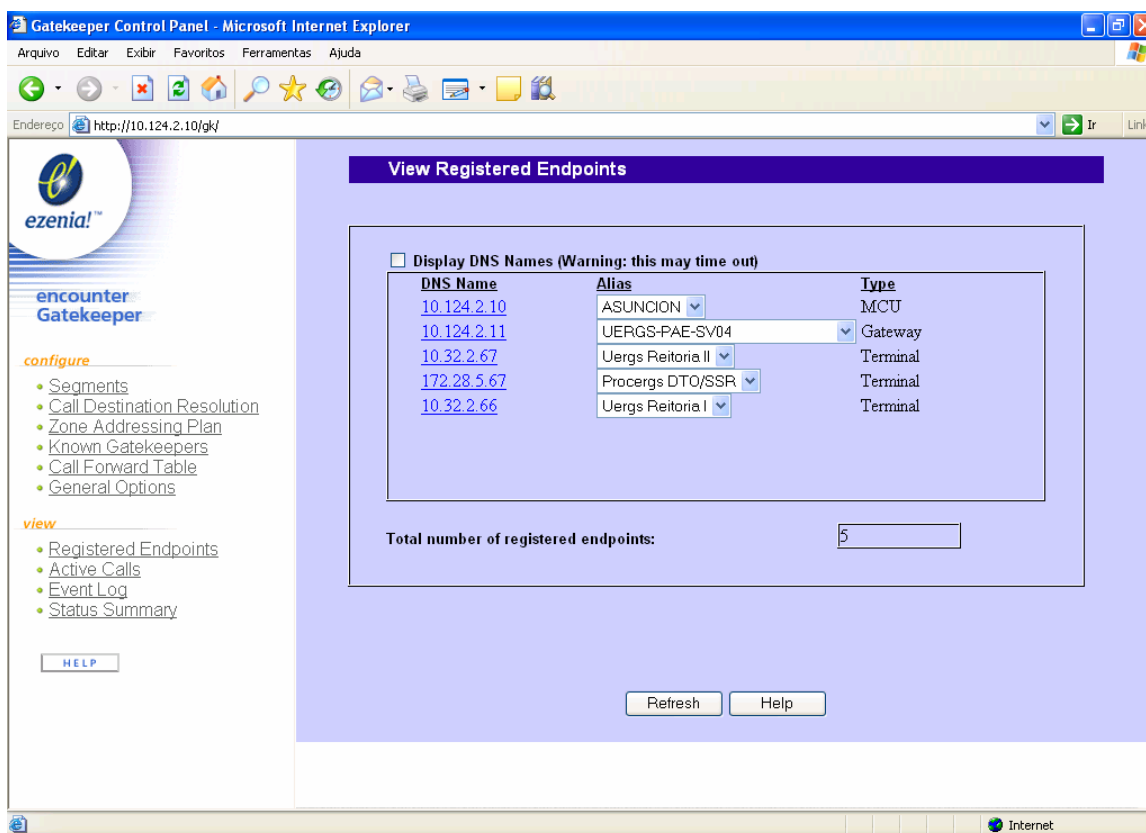 Gatekeeper Control Panel - Microsoft Internet Explorer
Arquivo Editar Exibir Favoritos Ferramentas Ajuda
Endereço http://10.124.2.10/gk/ Ir Link
ezenia!™
encounter
Gatekeeper
configure
Segments
Call Destination Resolution
Zone Addressing Plan
Known Gatekeepers
Call Forward Table
General Options
view
Registered Endpoints
Active Calls
Event Log
Status Summary
HELP
View Registered Endpoints
Display DNS Names (Warning: this may time out)
DNS Name Alias Type
10.124.2.10 ASUNCION MCU
10.124.2.11 UERGS-PAE-SV04 Gateway
10.32.2.67 Uergs Reitoria II Terminal
172.28.5.67 Procergs DTO/SSR Terminal
10.32.2.66 Uergs Reitoria I Terminal
Total number of registered endpoints: 5
Refresh Help
Internet